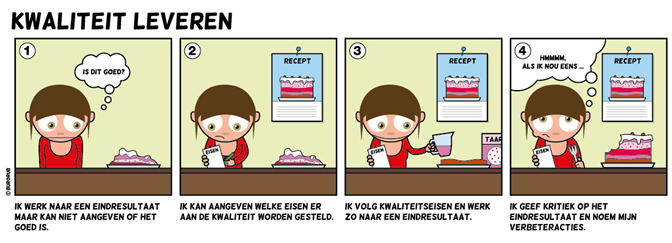 KWALITEIT LEVEREN
1
IS DIT GOED?
IK WERK NAAR EEN EINDRESULTAAT
MAAR KAN NIET AANGEVEN OF HET
GOED IS.
2
RECEPT
EISEN
IK KAN AANGEVEN WELKE EISEN ER
AAN DE KWALITEIT WORDEN GESTELD.
3
RECEPT
EISEN
TAAR
IK VOLG KWALITEITSEISEN EN WERK
ZO NAAR EEN EINDRESULTAAT.
4
HMMMM,
ALS IK NOU EENS ...
RECEPT
EISEN
IK GEEF KRITIEK OP HET
EINDRESULTAAT EN NOEM MIJN
VERBETERACTIES.